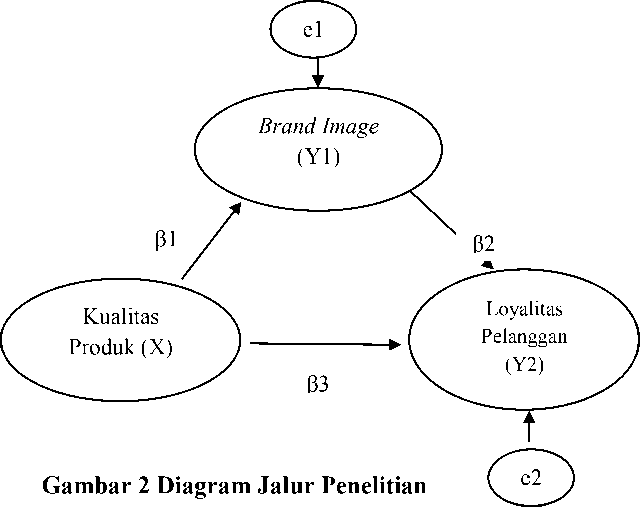 e1
Brand Image
(Y1)
β1
β2
Kualitas
Produk (X)
Loyalitas
Pelanggan
(Y2)
β3
e2
Gambar 2 Diagram Jalur Penelitian